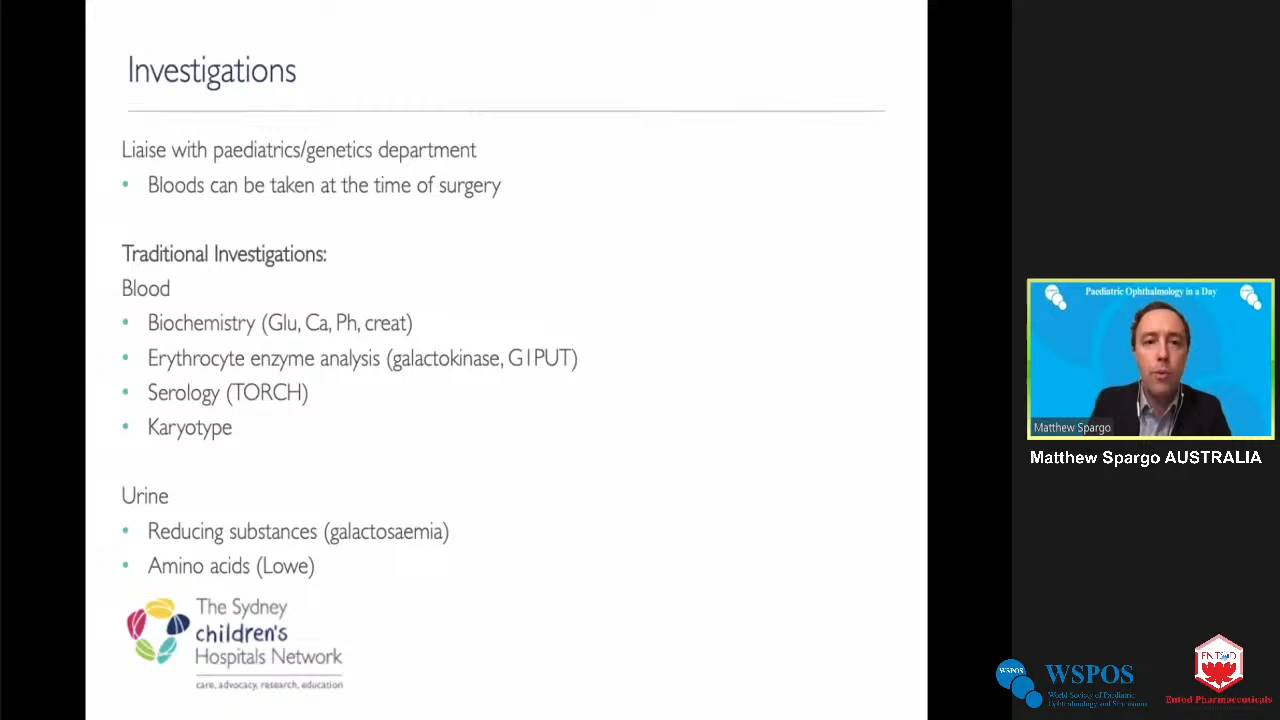 Investigations
Liaise with paediatrics/genetics department
• Bloods can be taken at the time of surgery
Traditional Investigations:
Blood
• Biochemistry (Glu, Ca, Ph, creat)
• Erythrocyte enzyme analysis (galactokinase, G1PUT)
• Serology (TORCH)
• Karyotype
Urine
• Reducing substances (galactosaemia)
• Amino acids (Lowe)
The Sydney
children's
Hospitals Network
care, advocacy, research, education
Paediatric Ophthalmology in a Day
Matthew Spargo
Matthew Spargo AUSTRALIA
WSPOS
WSPOS
World Society of Paediatric
Ophthalmology and Strabismus
Entod Pharmaceuticals